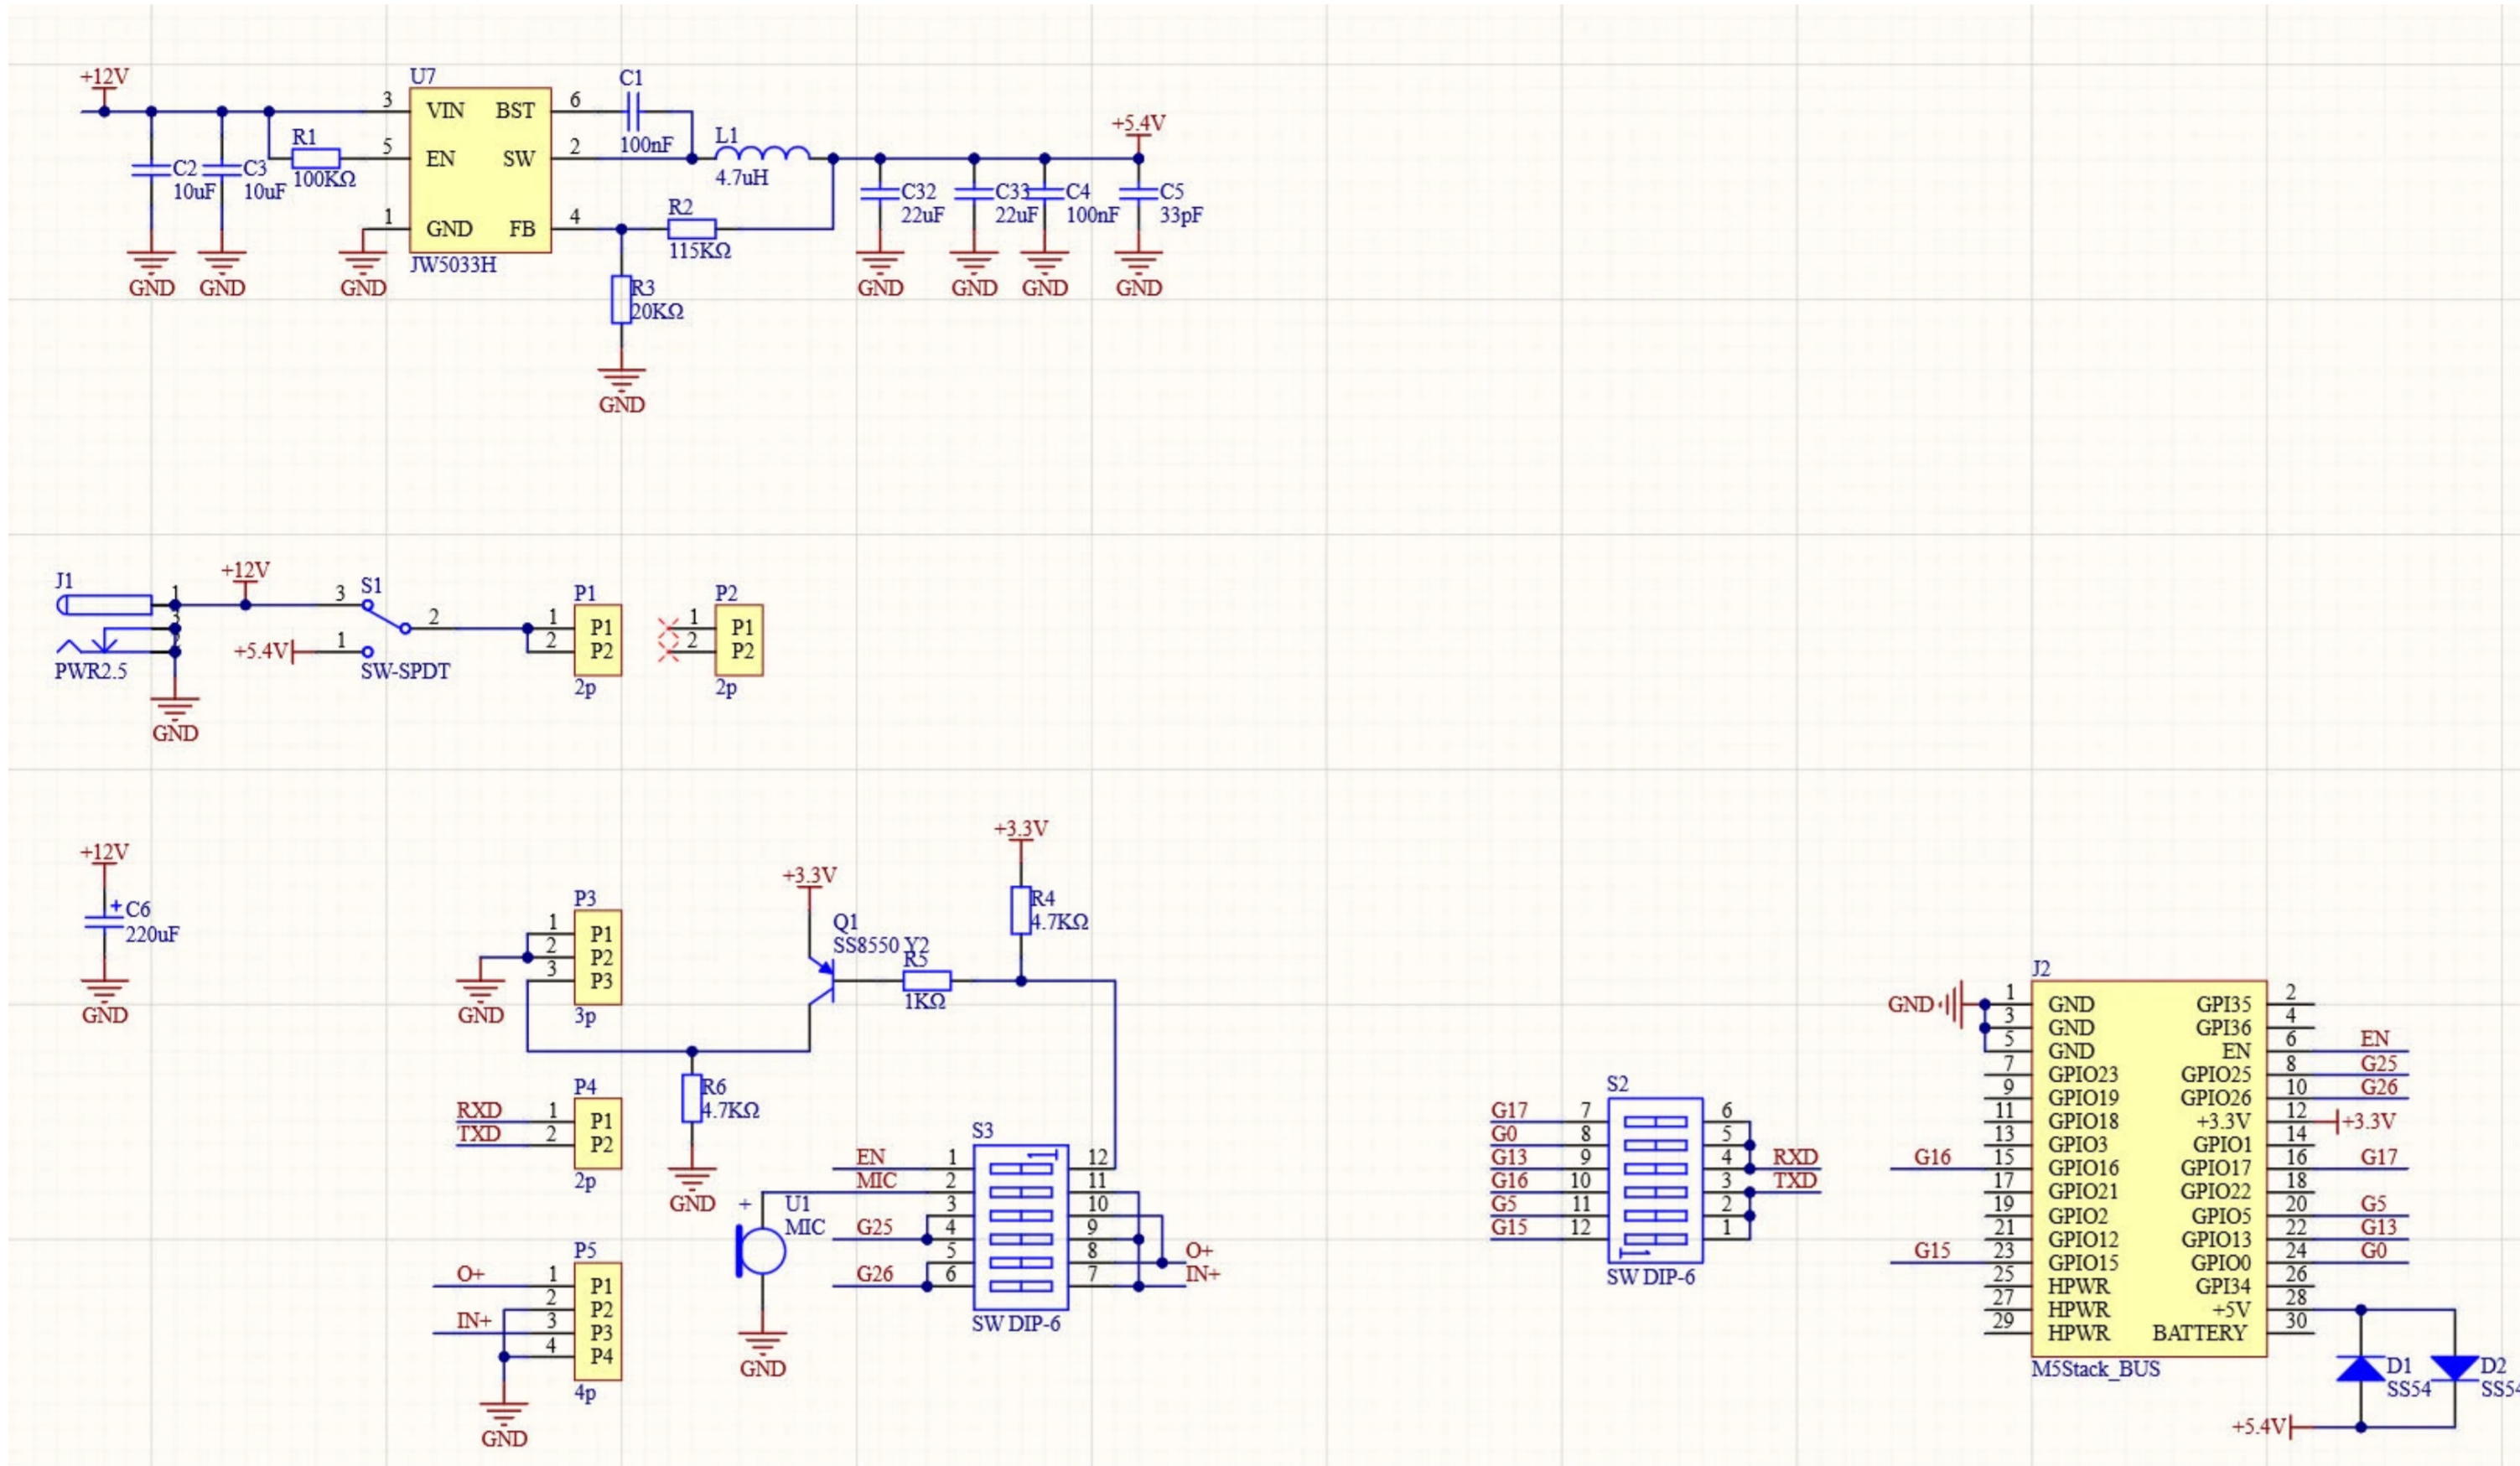 +12V
U7
C1
3 VIN BST 6
R1
L1
+5.4V
5 EN SW 2
100nF
C2
10uF
C3
10uF
100KΩ
4.7uH
R2
C32
22uF
C33
22uF
C4
100nF
C5
33pF
1 GND FB 4
115KΩ
JW5033H
GND GND GND GND GND GND GND
R3
20KΩ
GND
J1
1
3
2
PWR2.5
GND
+12V
S1
3
2
+5.4V 1
SW-SPDT
P1
1 P1
2 P2
2p
P2
1 P1
2 P2
2p
+12V
C6
220uF
GND
P3
1 P1
2 P2
3 P3
3p
GND
+3.3V
Q1
SS8550 Y2
+3.3V
R4
4.7KΩ
R5
1KΩ
R6
4.7KΩ
GND
P4
RXD 1 P1
TXD 2 P2
2p
P5
O+ 1 P1
2 P2
IN+ 3 P3
4 P4
4p
GND
+ U1
MIC
GND
S3
1
EN 1 12
MIC 2 11
3 10
G25 4 9
5 8 O+
G26 6 7 IN+
SW DIP-6
S2
G17 7 6
G0 8 5
G13 9 4 RXD
G16 10 3 TXD
G5 11 2
G15 12 1
1
SW DIP-6
J2
GND 1 GND GPI35 2
3 GND GPI36 4
5 GND EN 6 EN
7 GPIO23 GPIO25 8 G25
9 GPIO19 GPIO26 10 G26
11 GPIO18 +3.3V 12 +3.3V
13 GPIO3 GPIO1 14
G16 15 GPIO16 GPIO17 16 G17
17 GPIO21 GPIO22 18
19 GPIO2 GPIO5 20 G5
21 GPIO12 GPIO13 22 G13
G15 23 GPIO15 GPIO0 24 G0
25 HPWR GPI34 26
27 HPWR +5V 28
29 HPWR BATTERY 30
M5Stack_BUS
D1
SS54
D2
SS54
+5.4V